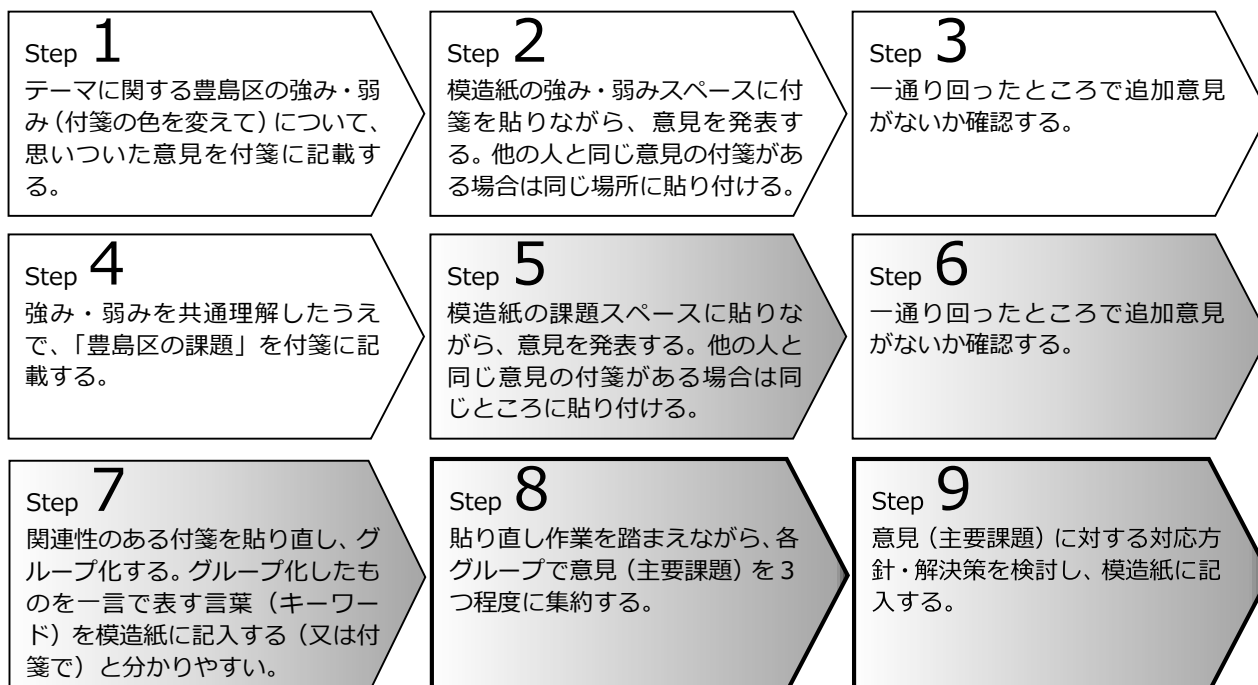 Step 1
テーマに関する豊島区の強み・弱
み（付箋の色を変えて）について、
思いついた意見を付箋に記載す
る。
Step 2
模造紙の強み・弱みスペースに付
箋を貼りながら、意見を発表す
る。他の人と同じ意見の付箋があ
る場合は同じ場所に貼り付ける。
Step 3
一通り回ったところで追加意見
がないか確認する。
Step 4
強み・弱みを共通理解したうえ
で、「豊島区の課題」を付箋に記
載する。
Step 5
模造紙の課題スペースに貼りな
がら、意見を発表する。他の人と
同じ意見の付箋がある場合は同
じところに貼り付ける。
Step 6
一通り回ったところで追加意見
がないか確認する。
Step 7
関連性のある付箋を貼り直し、グ
ループ化する。グループ化したも
のを一言で表す言葉（キーワー
ド）を模造紙に記入する（又は付
箋で）と分かりやすい。
Step 8
貼り直し作業を踏まえながら、各
グループで意見（主要課題）を３
つ程度に集約する。
Step 9
意見（主要課題）に対する対応方
針・解決策を検討し、模造紙に記
入する。